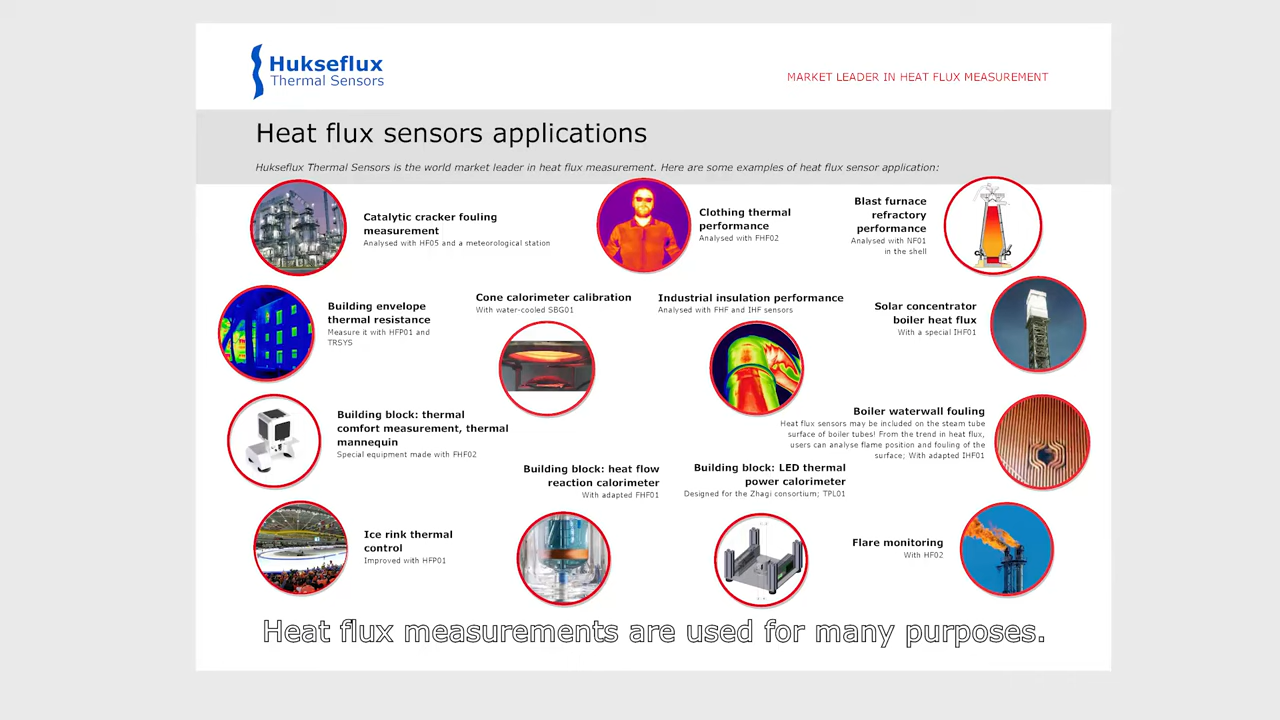 Hukseflux
Thermal Sensors
MARKET LEADER IN HEAT FLUX MEASUREMENT
Heat flux sensors applications
Hukseflux Thermal Sensors is the world market leader in heat flux measurement. Here are some examples of heat flux sensor application:
Catalytic cracker fouling
measurement
Analysed with HF05 and a meteorological station
Clothing thermal
performance
Analysed with FHF02
Blast furnace
refractory
performance
Analysed with NF01
in the shell
Building envelope
thermal resistance
Measure it with HFP01 and
TRSYS
Cone calorimeter calibration
With water-cooled SBG01
Industrial insulation performance
Analysed with FHF and IHF sensors
Solar concentrator
boiler heat flux
With a special IHF01
Building block: thermal
comfort measurement, thermal
mannequin
Special equipment made with FHF02
Boiler waterwall fouling
Heat flux sensors may be included on the steam tube
surface of boiler tubes! From the trend in heat flux,
users can analyse flame position and fouling of the
surface; With adapted IHF01
Building block: heat flow
reaction calorimeter
With adapted FHF01
Building block: LED thermal
power calorimeter
Designed for the Zhagi consortium; TPL01
Ice rink thermal
control
Improved with HFP01
Flare monitoring
With HF02
Heat flux measurements are used for many purposes.